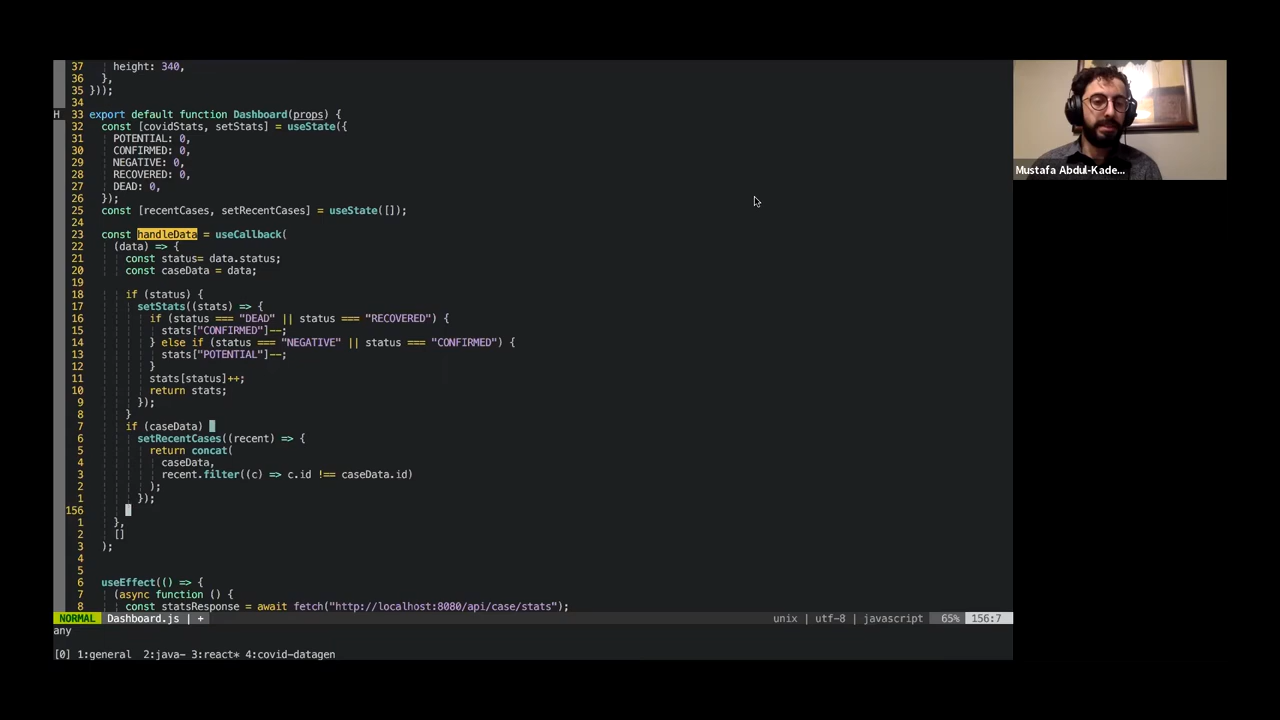 37 height: 340,
36 },
35 }));
34
H 33 export default function Dashboard(props) {
32 const [covidStats, setStats] = useState({
31 POTENTIAL: 0,
30 CONFIRMED: 0,
29 NEGATIVE: 0,
28 RECOVERED: 0,
27 DEAD: 0,
26 });
25 const [recentCases, setRecentCases] = useState([]);
24
23 const handleData = useCallback(
22 (data) => {
21 const status= data.status;
20 const caseData = data;
19
18 if (status) {
17 setStats((stats) => {
16 if (status === "DEAD" || status === "RECOVERED") {
15 stats["CONFIRMED"]--;
14 } else if (status === "NEGATIVE" || status === "CONFIRMED") {
13 stats["POTENTIAL"]--;
12 }
11 stats[status]++;
10 return stats;
9 });
8 }
7 if (caseData)
6 setRecentCases((recent) => {
5 return concat(
4 caseData,
3 recent.filter((c) => c.id !== caseData.id)
2 );
1 });
156
1 },
2 []
3 );
4
5
6 useEffect(() => {
7 (async function () {
8 const statsResponse = await fetch("http://localhost:8080/api/case/stats");
NORMAL Dashboard.js | + unix | utf-8 | javascript 65% 156:7
any
[0] 1:general 2:java- 3:react* 4:covid-datagen
Mustafa Abdul-Kade...